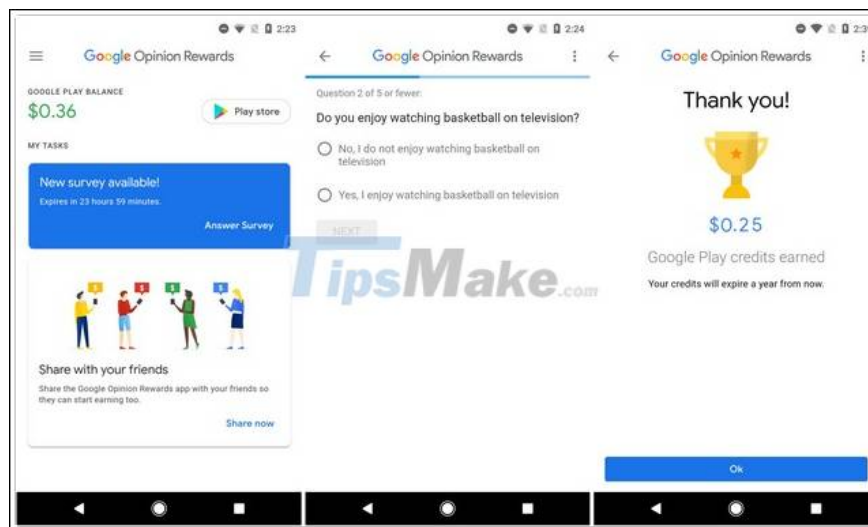 2:23
Google Opinion Rewards
GOOGLE PLAY BALANCE
$0.36
Play store
MY TASKS
New survey available!
Expires in 23 hours 59 minutes.
Answer Survey
$ $ $ $
Share with your friends
Share the Google Opinion Rewards app with your friends so
they can start earning too.
Share now
2:24
Google Opinion Rewards
Question 2 of 5 or fewer:
Do you enjoy watching basketball on television?
No, I do not enjoy watching basketball on
television
Yes, I enjoy watching basketball on television
NEXT
TipsMake.com
Google Opinion Rewards
Thank you!
$0.25
Google Play credits earned
Your credits will expire a year from now.
Ok